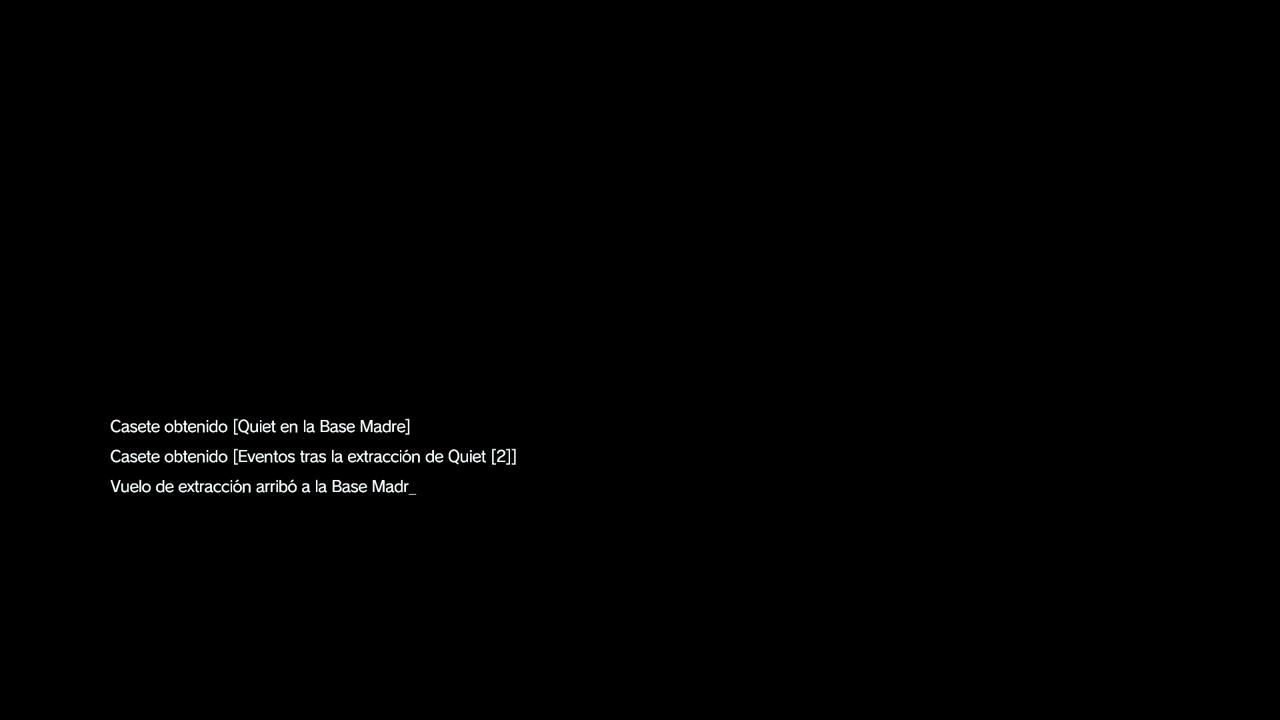 Casete obtenido [Quiet en la Base Madre]
Casete obtenido [Eventos tras la extracción de Quiet [2]]
Vuelo de extracción arribó a la Base Madr_